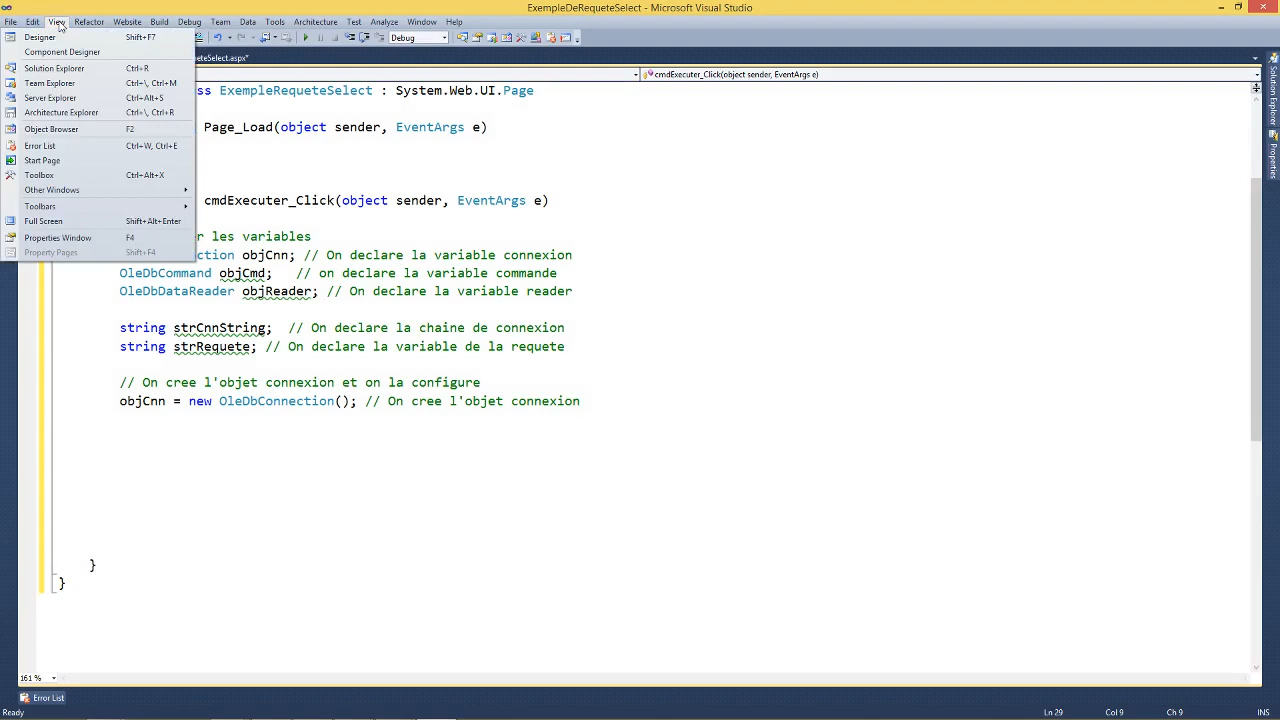 ExempleDeRequeteSelect - Microsoft Visual Studio
File Edit View Refactor Website Build Debug Team Data Tools Architecture Test Analyze Window Help
Designer Shift+F7
Debug
Component Designer
ueteSelect.aspx*
Solution Explorer Ctrl+R
cmdExecuter_Click(object sender, EventArgs e)
Team Explorer Ctrl+\, Ctrl+M
Server Explorer Ctrl+Alt+S
ss ExempleRequeteSelect : System.Web.UI.Page
Architecture Explorer Ctrl+\, Ctrl+R
Object Browser F2
Page_Load(object sender, EventArgs e)
Error List Ctrl+W, Ctrl+E
Start Page
Toolbox Ctrl+Alt+X
Other Windows
cmdExecuter_Click(object sender, EventArgs e)
Toolbars
Full Screen Shift+Alt+Enter
Properties Window F4
r les variables
Property Pages Shift+F4
ction objCnn; // On declare la variable connexion
OleDbCommand objCmd; // on declare la variable commande
OleDbDataReader objReader; // On declare la variable reader
string strCnnString; // On declare la chaine de connexion
string strRequete; // On declare la variable de la requete
// On cree l'objet connexion et on la configure
objCnn = new OleDbConnection(); // On cree l'objet connexion
}
}
161 %
Error List
Ready Ln 29 Col 9 Ch 9 INS
Solution Explorer
Properties